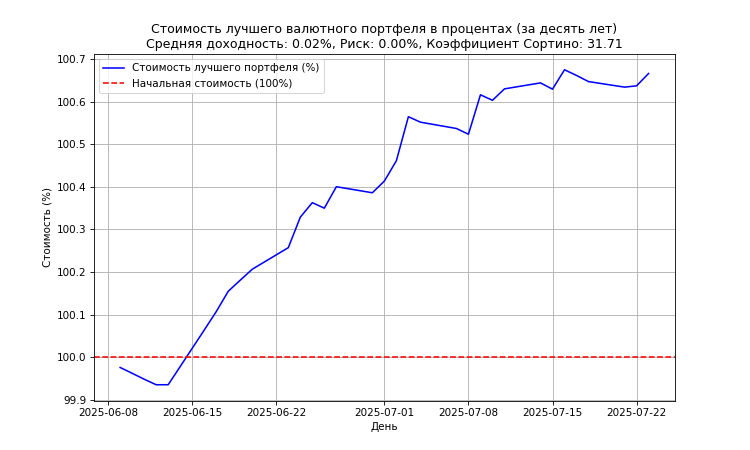 Стоимость лучшего валютного портфеля в процентах (за десять лет)
Средняя доходность: 0.02%, Риск: 0.00%, Коэффициент Сортино: 31.71
Стоимость лучшего портфеля (%)
Начальная стоимость (100%)
Стоимость (%)
100.7
100.6
100.5
100.4
100.3
100.2
100.1
100.0
99.9
2025-06-08 2025-06-15 2025-06-22 2025-07-01 2025-07-08 2025-07-15 2025-07-22
День